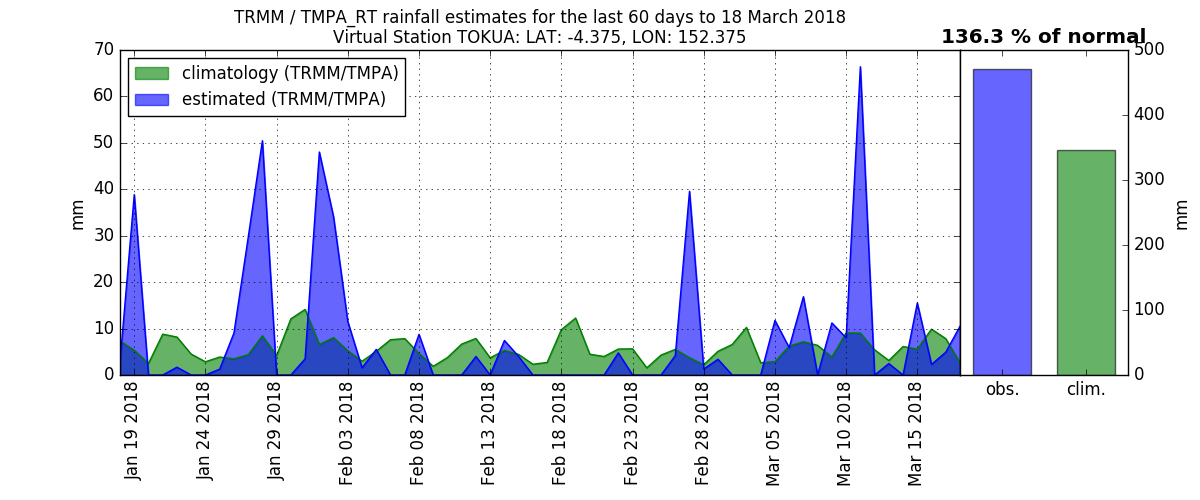 TRMM / TMPA_RT rainfall estimates for the last 60 days to 18 March 2018
Virtual Station TOKUA: LAT: -4.375, LON: 152.375
136.3 % of normal
climatology (TRMM/TMPA)
estimated (TRMM/TMPA)
mm
70
60
50
40
30
20
10
0
Jan 19 2018
Jan 24 2018
Jan 29 2018
Feb 03 2018
Feb 08 2018
Feb 13 2018
Feb 18 2018
Feb 23 2018
Feb 28 2018
Mar 05 2018
Mar 10 2018
Mar 15 2018
obs.
clim.
500
400
300
200
100
0
mm